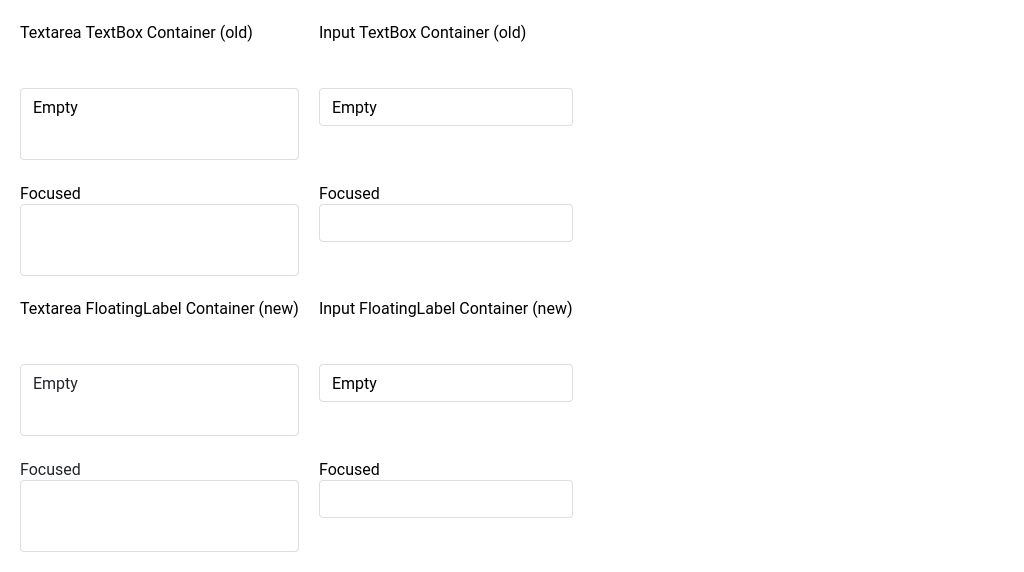 Textarea TextBox Container (old)
Input TextBox Container (old)
Empty
Empty
Focused
Focused
Textarea FloatingLabel Container (new)
Input FloatingLabel Container (new)
Empty
Empty
Focused
Focused